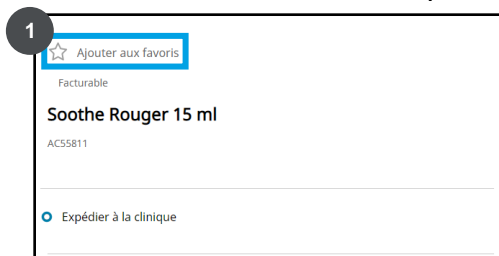 1
Ajouter aux favoris
Facturable
Soothe Rouger 15 ml
AC55811
Expédier à la clinique